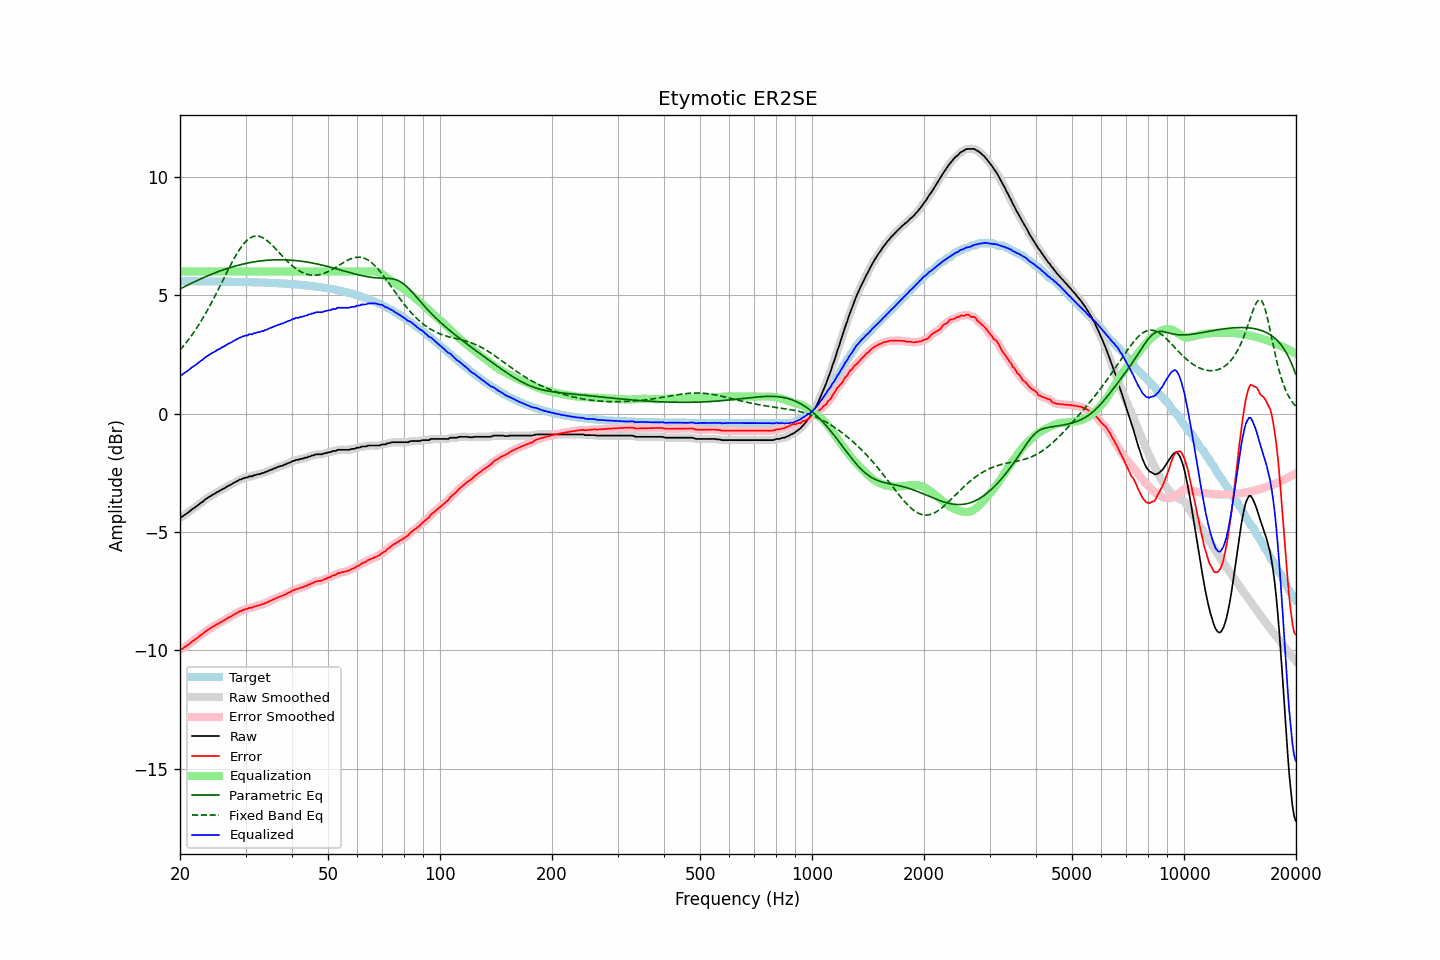 Etymotic ER2SE
Amplitude (dBr)
10
5
0
−5
−10
−15
Target
Raw Smoothed
Error Smoothed
Raw
Error
Equalization
Parametric Eq
Fixed Band Eq
Equalized
20
50
100
200
500
1000
2000
5000
10000
20000
Frequency (Hz)